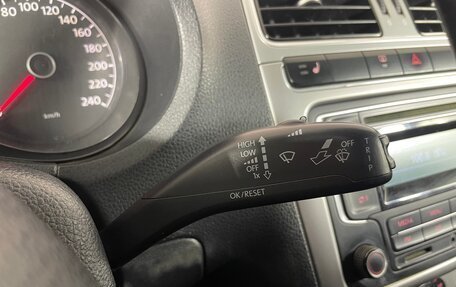 80
100
120
140
160
180
200
220
240
km/h
HIGH
LOW
OFF
1x
OFF
TRIP
OK/RESET